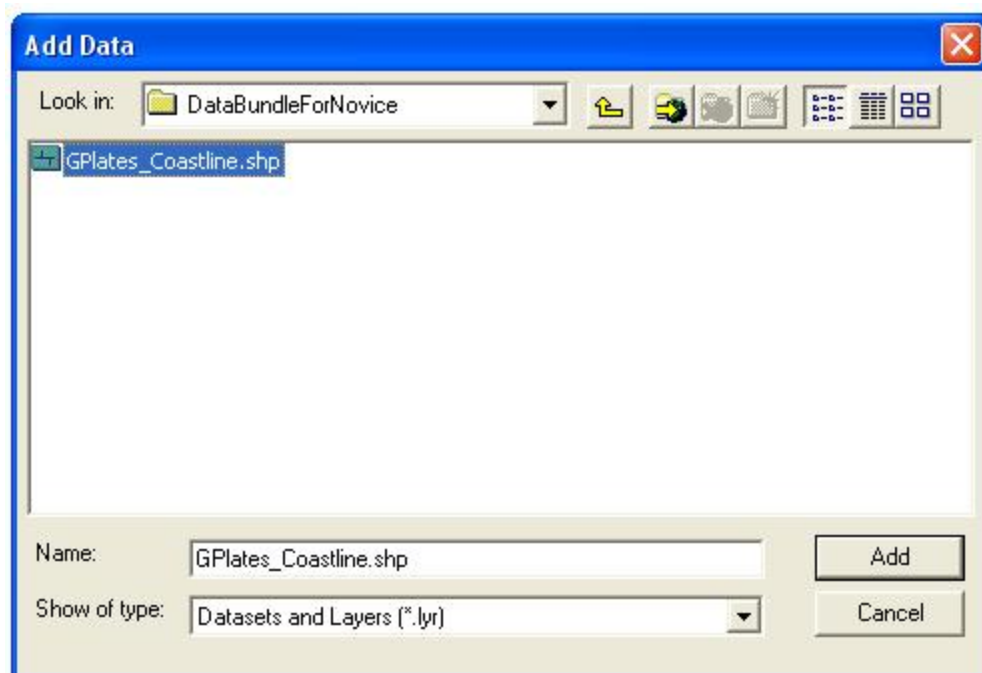 Add Data
Look in: DataBundleForNovice
GPlates_Coastline.shp
Name: GPlates_Coastline.shp Add
Show of type: Datasets and Layers (*.lyr) Cancel